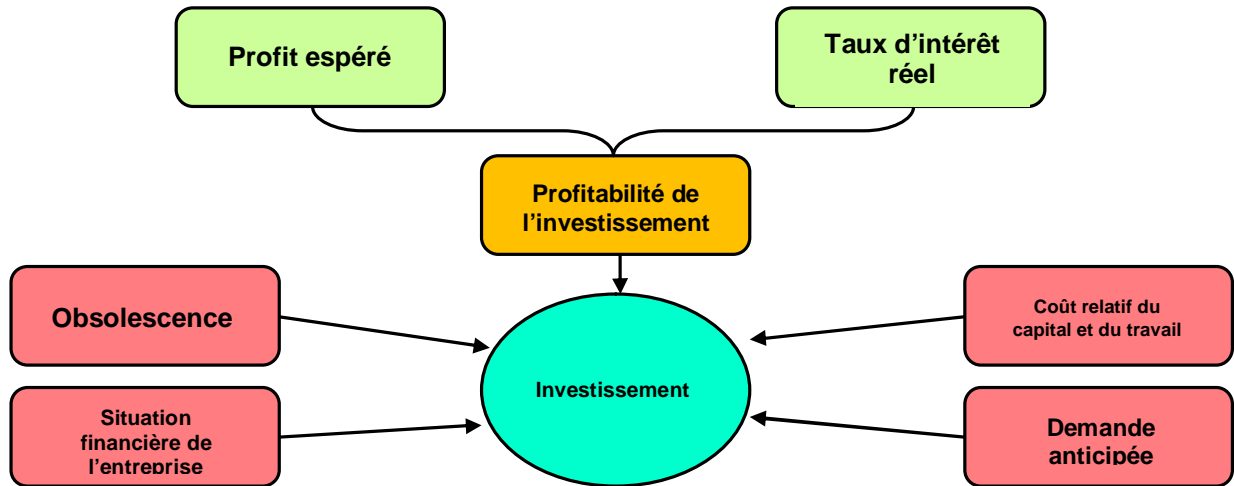 Profit espéré
Taux d’intérêt
réel
Profitabilité de
l’investissement
Obsolescence
Coût relatif du
capital et du travail
Investissement
Situation
financière de
l’entreprise
Demande
anticipée